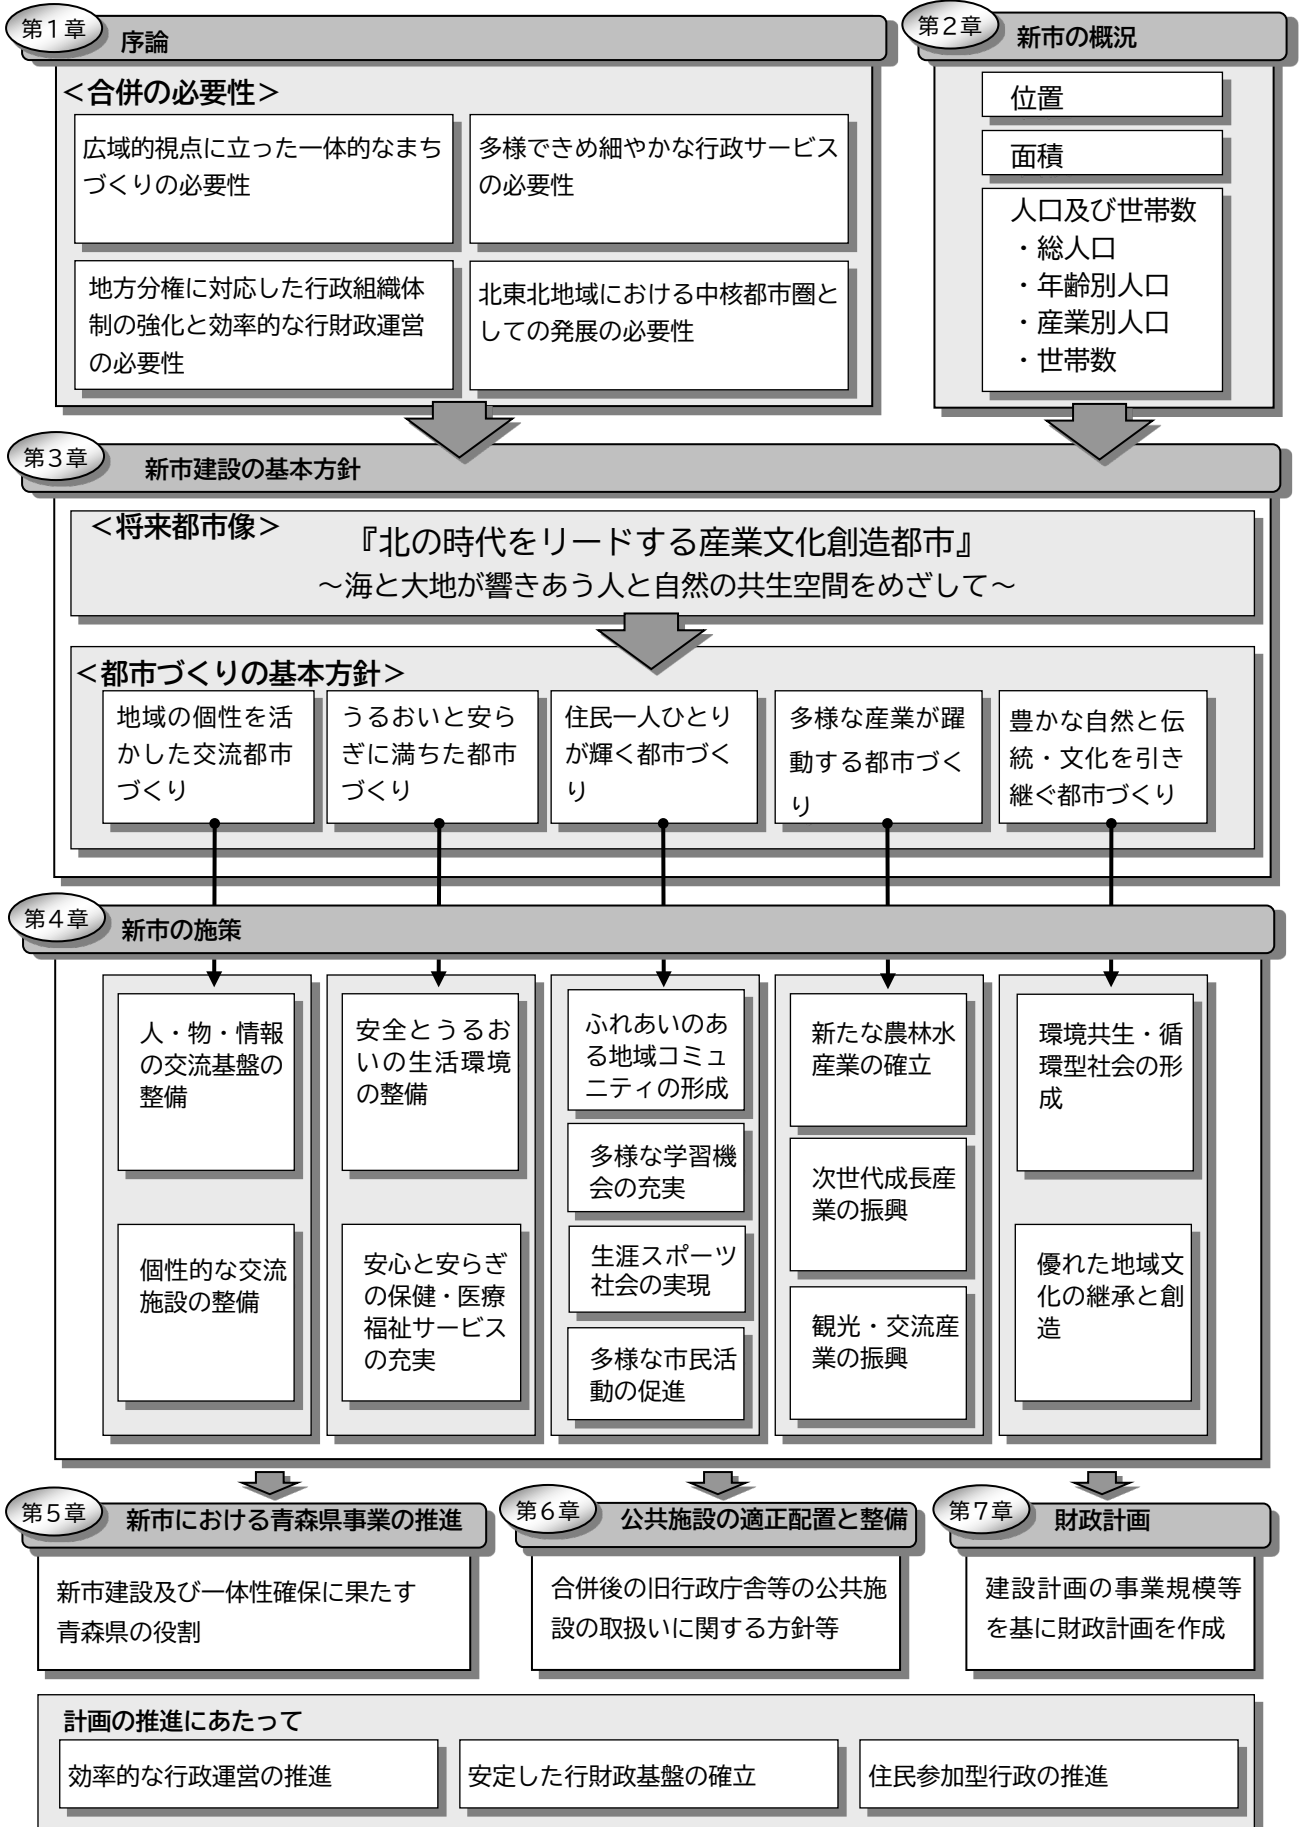 第1章
序論
＜合併の必要性＞
広域的視点に立った一体的なまち
づくりの必要性
多様できめ細やかな行政サービス
の必要性
地方分権に対応した行政組織体
制の強化と効率的な行財政運営
の必要性
北東北地域における中核都市圏と
しての発展の必要性
第2章
新市の概況
位置
面積
人口及び世帯数
・総人口
・年齢別人口
・産業別人口
・世帯数
第3章
新市建設の基本方針
＜将来都市像＞
『北の時代をリードする産業文化創造都市』
～海と大地が響きあう人と自然の共生空間をめざして～
＜都市づくりの基本方針＞
地域の個性を活
かした交流都市
づくり
うるおいと安ら
ぎに満ちた都市
づくり
住民一人ひとり
が輝く都市づく
り
多様な産業が躍
動する都市づく
り
豊かな自然と伝
統・文化を引き
継ぐ都市づくり
第4章
新市の施策
人・物・情報
の交流基盤の
整備
個性的な交流
施設の整備
安全とうるお
いの生活環境
の整備
安心と安らぎ
の保健・医療
福祉サービス
の充実
ふれあいのあ
る地域コミュ
ニティの形成
多様な学習機
会の充実
生涯スポーツ
社会の実現
多様な市民活
動の促進
新たな農林水
産業の確立
次世代成長産
業の振興
観光・交流産
業の振興
環境共生・循
環型社会の形
成
優れた地域文
化の継承と創
造
第5章
新市における青森県事業の推進
新市建設及び一体性確保に果たす
青森県の役割
第6章
公共施設の適正配置と整備
合併後の旧行政庁舎等の公共施
設の取扱いに関する方針等
第7章
財政計画
建設計画の事業規模等
を基に財政計画を作成
計画の推進にあたって
効率的な行政運営の推進
安定した行財政基盤の確立
住民参加型行政の推進